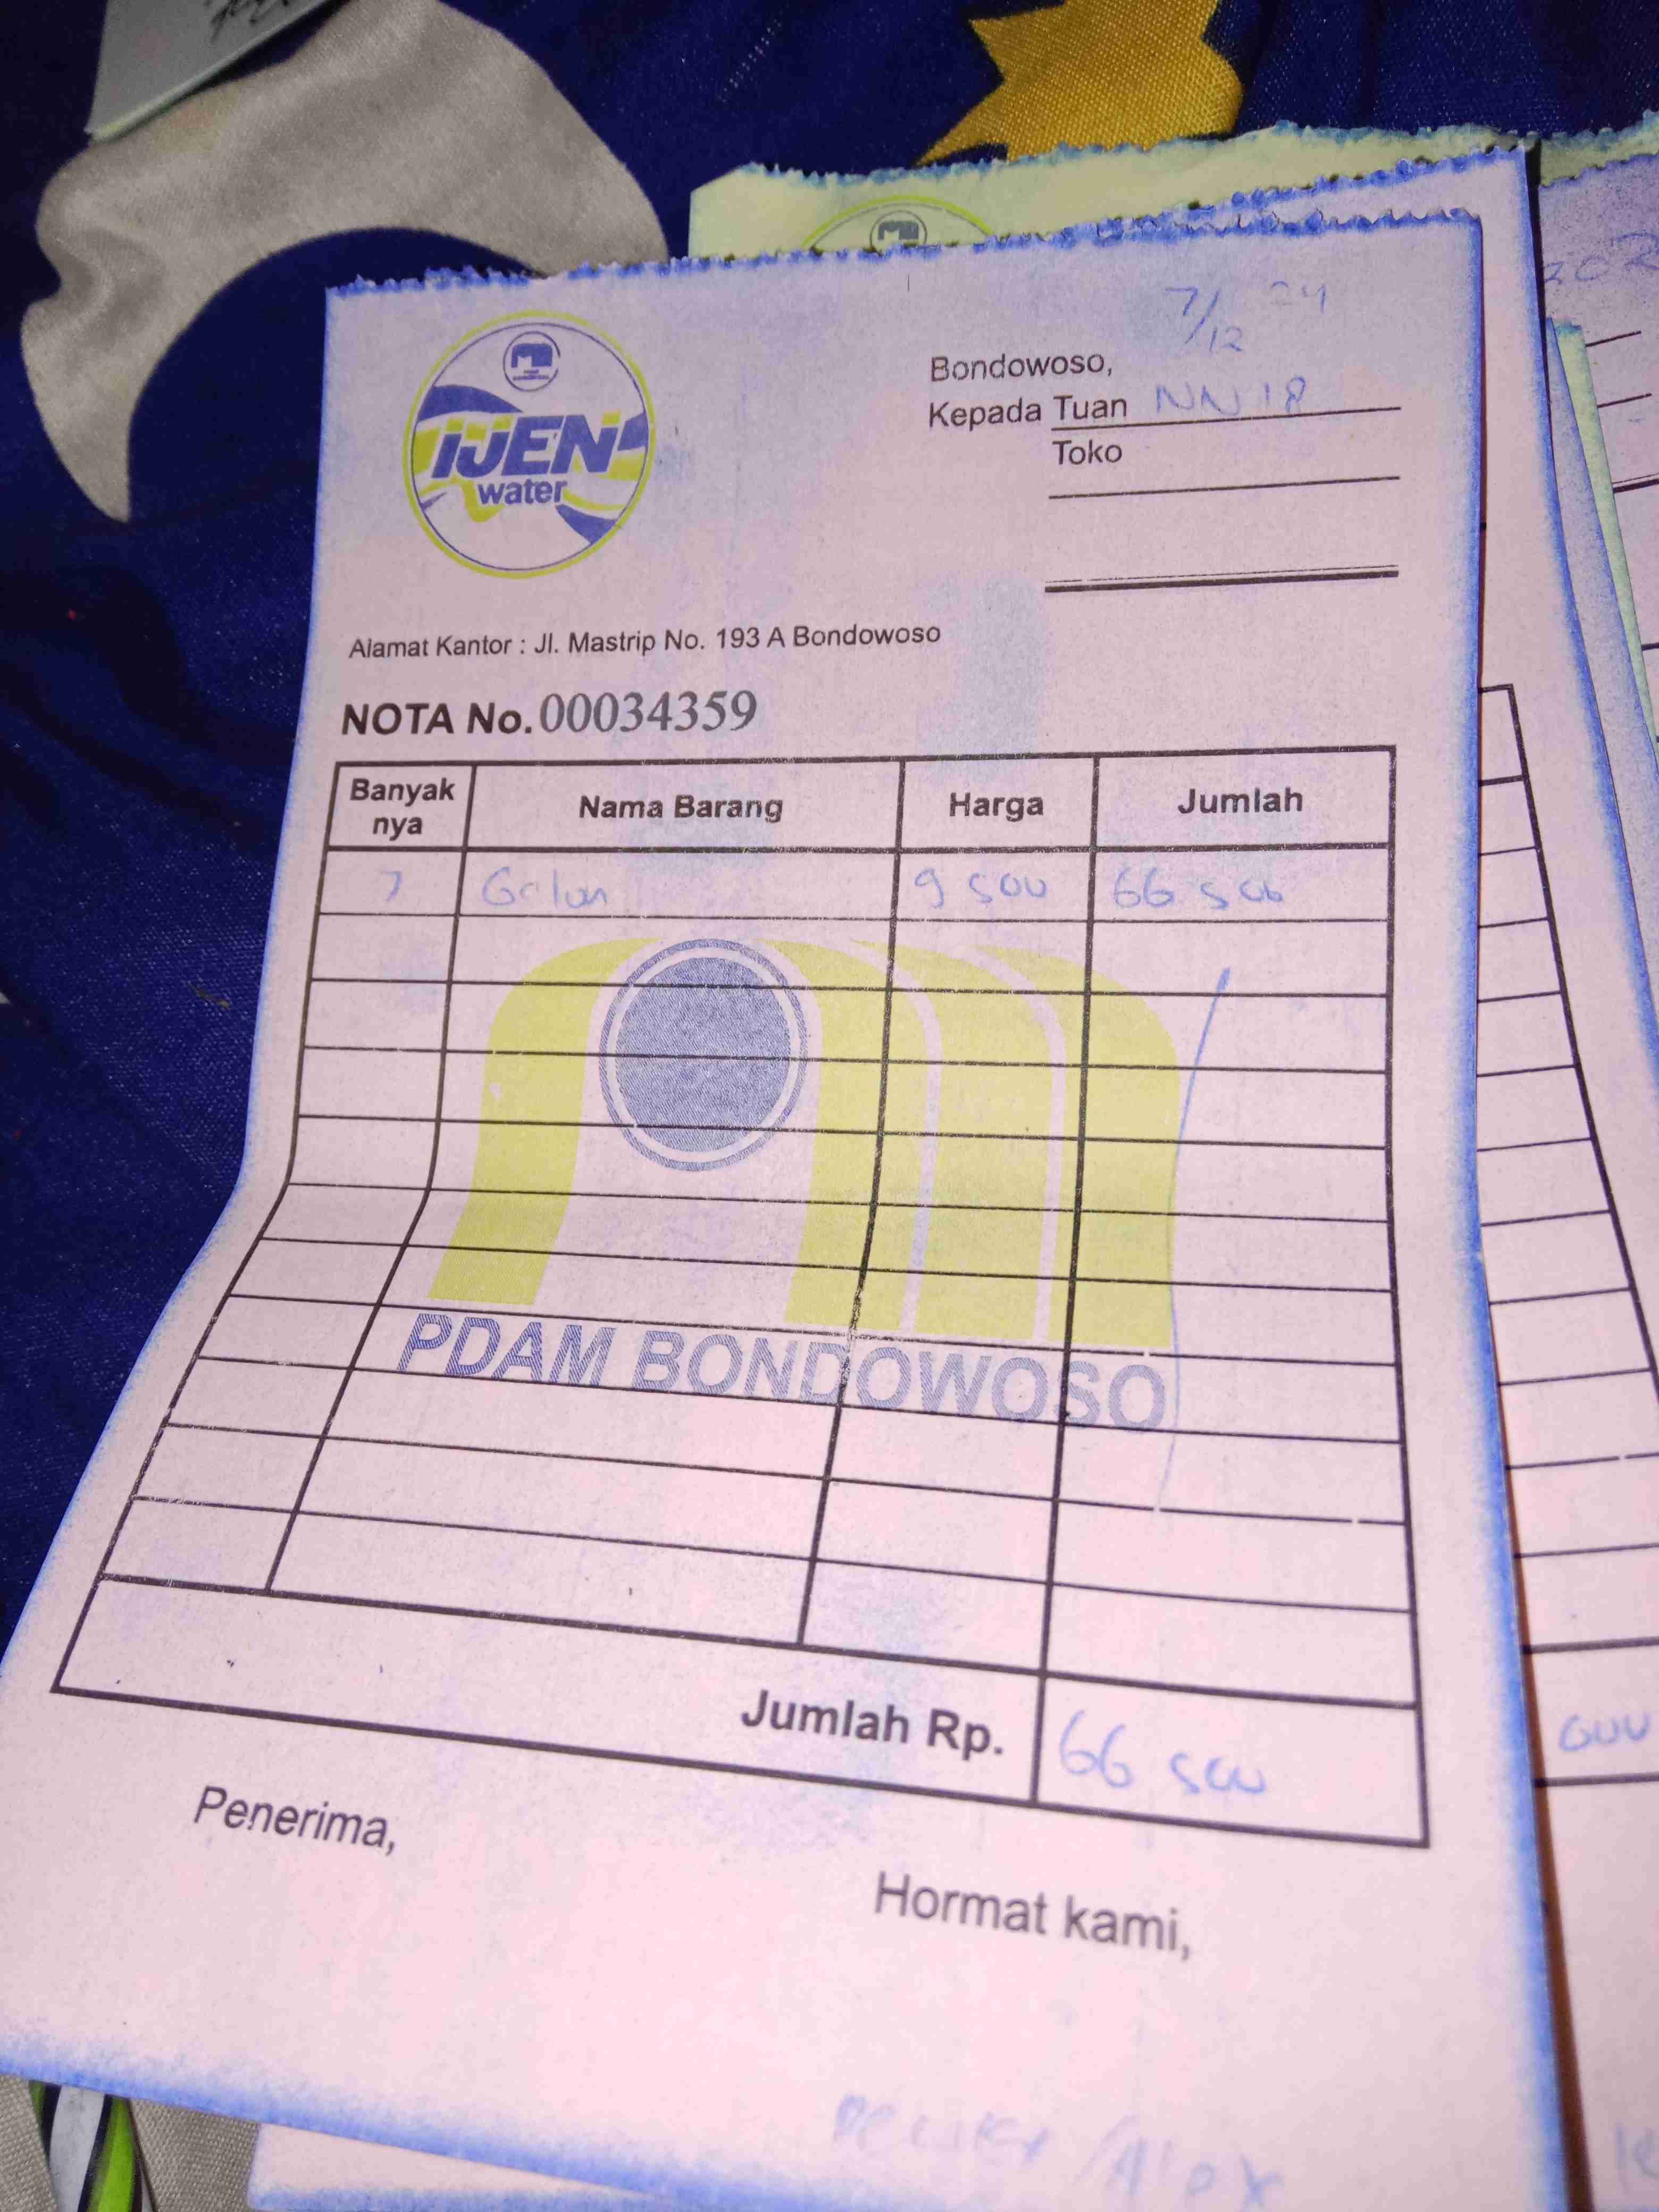 iJEN
water
7/12 24
Bondowoso,
Kepada Tuan NN 18
Toko
Alamat Kantor : Jl. Mastrip No. 193 A Bondowoso
NOTA No. 00034359
Banyak nya Nama Barang Harga Jumlah
7 Galon 9 500 66 500
PDAM BONDOWOSO
Jumlah Rp. 66 500
Penerima,
Hormat kami,
/ Alex
000